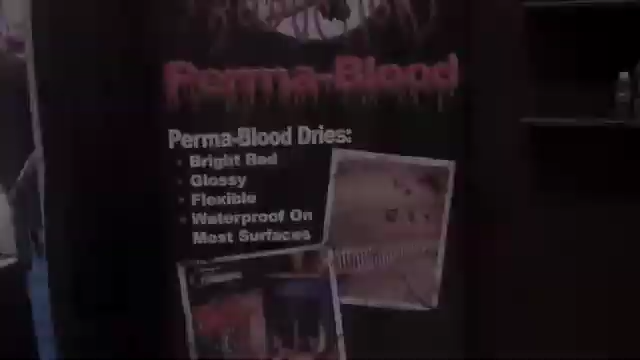 Perma-Blood
Perma-Blood Dries:
• Bright Red
• Glossy
• Flexible
• Waterproof On
Most Surfaces